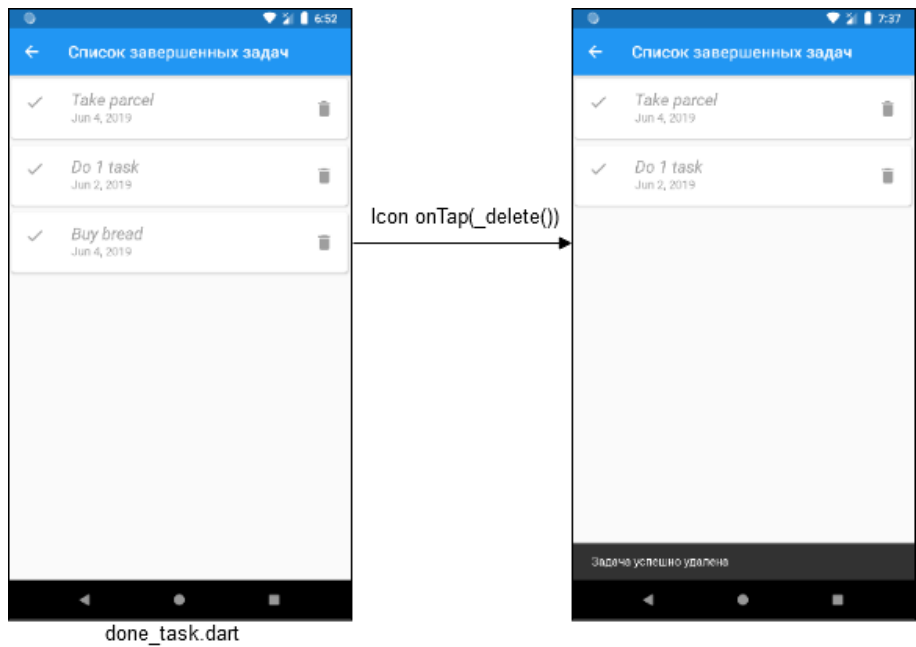 6:52
Список завершенных задач
Take parcel
Jun 4, 2019
Do 1 task
Jun 2, 2019
Buy bread
Jun 4, 2019
done_task.dart
Icon onTap(_delete())
7:37
Список завершенных задач
Take parcel
Jun 4, 2019
Do 1 task
Jun 2, 2019
Задача успешно удалена